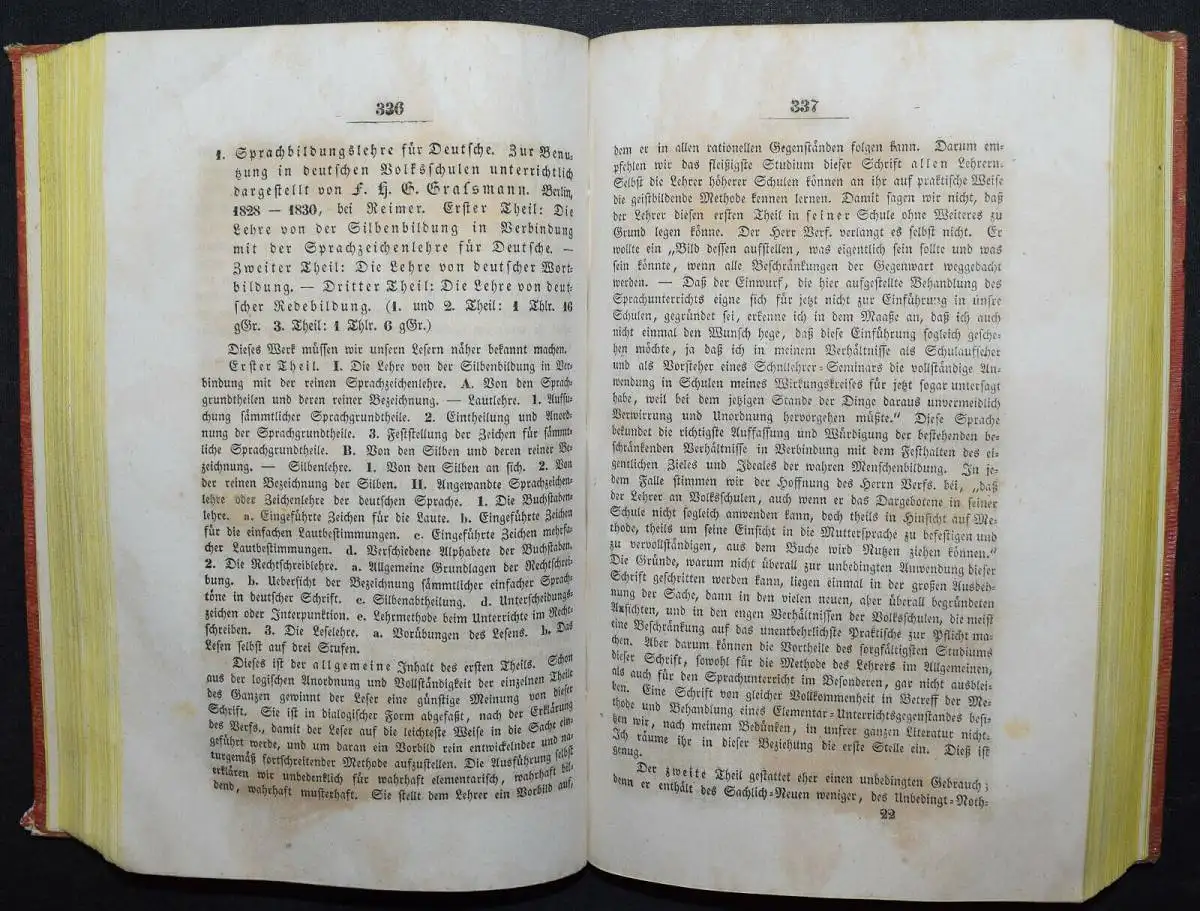 336
1. Sprachbildungslehre für Deutsche. Zur Benu-
tzung in deutschen Volksschulen unterrichtlich
dargestellt von F. H. G. Grafsmann. Berlin,
1828 — 1830, bei Reimer. Erster Theil: Die
Lehre von der Silbenbildung in Verbindung
mit der Sprachzeichenlehre für Deutsche. —
Zweiter Theil: Die Lehre von deutscher Wort-
bildung. — Dritter Theil: Die Lehre von deut-
scher Redebildung. (1. und 2. Theil: 1 Thlr. 16
gGr. 3. Theil: 1 Thlr. 6 gGr.)
Dieses Werk müssen wir unsern Lesern näher bekannt machen.
Erster Theil. I. Die Lehre von der Silbenbildung in Ver-
bindung mit der reinen Sprachzeichenlehre. A. Von den Sprach-
grundtheilen und deren reiner Bezeichnung. — Lautlehre. 1. Auffu-
chung sämmtlicher Sprachgrundtheile. 2. Eintheilung und Anord-
nung der Sprachgrundtheile. 3. Feststellung der Zeichen für sämmt-
liche Sprachgrundtheile. B. Von den Silben und deren reiner Be-
zeichnung. — Silbenlehre. 1. Von den Silben an sich. 2. Von
der reinen Bezeichnung der Silben. II. Angewandte Sprachzeichen-
lehre oder Zeichenlehre der deutschen Sprache. 1. Die Buchstaben-
lehre. a. Eingeführte Zeichen für die Laute. b. Eingeführte Zeichen
für die einfachen Lautbestimmungen. c. Eingeführte Zeichen mehrfa-
cher Lautbestimmungen. d. Verschiedene Alphabete der Buchstaben.
2. Die Rechtschreiblehre. a. Allgemeine Grundlagen der Rechtschrei-
bung. b. Uebersicht der Bezeichnung sämmtlicher einfacher Sprach-
töne in deutscher Schrift. c. Silbenabtheilung. d. Unterscheidungs-
zeichen oder Interpunktion. e. Lehrmethode beim Unterrichte im Recht-
schreiben. 3. Die Leselehre. a. Vorübungen des Lesens. b. Das
Lesen selbst auf drei Stufen.
Dieses ist der allgemeine Inhalt des ersten Theils. Schon
aus der logischen Anordnung und Vollständigkeit der einzelnen Theile
des Ganzen gewinnt der Leser eine günstige Meinung von dieser
Schrift. Sie ist in dialogischer Form abgefaßt, nach der Erklärung
des Verfs., damit der Leser auf die leichteste Weise in die Sache ein-
geführt werde, und um daran ein Vorbild rein entwickelnder und na-
turgemäß fortschreitender Methode aufzustellen. Die Ausführung selbst
erklären wir unbedenklich für wahrhaft elementarisch, wahrhaft bil-
dend, wahrhaft musterhaft. Sie stellt dem Lehrer ein Vorbild auf,
337
dem er in allen rationellen Gegenständen folgen kann. Darum em-
pfehlen wir das fleißigste Studium dieser Schrift allen Lehrern.
Selbst die Lehrer höherer Schulen können an ihr auf praktische Weise
die geistbildende Methode kennen lernen. Damit sagen wir nicht, daß
der Lehrer diesen ersten Theil in seiner Schule ohne Weiteres zu
Grund legen könne. Der Herr Verf. verlangt es selbst nicht. Er
wollte ein „Bild dessen aufstellen, was eigentlich sein sollte und was
sein könnte, wenn alle Beschränkungen der Gegenwart weggedacht
werden. — Daß der Einwurf, die hier aufgestellte Behandlung des
Sprachunterrichts eigne sich für jetzt nicht zur Einführung in unsre
Schulen, gegründet sei, erkenne ich in dem Maaße an, daß ich auch
nicht einmal den Wunsch hege, daß diese Einführung sogleich gesche-
hen möchte, ja daß ich in meinem Verhältnisse als Schulaufseher
und als Vorsteher eines Schullehrer-Seminars die vollständige An-
wendung in Schulen meines Wirkungskreises für jetzt sogar untersagt
habe, weil bei dem jetzigen Stande der Dinge daraus unvermeidlich
Verwirrung und Unordnung hervorgehen müßte.“ Diese Sprache
bekundet die richtigste Auffassung und Würdigung der bestehenden be-
schränkenden Verhältnisse in Verbindung mit dem Festhalten des ei-
gentlichen Zieles und Ideales der wahren Menschenbildung. In je-
dem Falle stimmen wir der Hoffnung des Herrn Verfs. bei, „daß
der Lehrer an Volksschulen, auch wenn er das Dargebotene in seiner
Schule nicht sogleich anwenden kann, doch theils in Hinsicht auf Me-
thode, theils um seine Einsicht in die Muttersprache zu befestigen und
zu vervollständigen, aus dem Buche wird Nutzen ziehen können.“
Die Gründe, warum nicht überall zur unbedingten Anwendung dieser
Schrift geschritten werden kann, liegen einmal in der großen Ausdeh-
nung der Sache, dann in den vielen neuen, aber überall begründeten
Ansichten, und in den engen Verhältnissen der Volksschulen, die meist
eine Beschränkung auf das unentbehrlichste Praktische zur Pflicht ma-
chen. Aber darum können die Vortheile des sorgfältigsten Studiums
dieser Schrift, sowohl für die Methode des Lehrers im Allgemeinen,
als auch für den Sprachunterricht im Besonderen, gar nicht ausblei-
ben. Eine Schrift von gleicher Vollkommenheit in Betreff der Me-
thode und Behandlung eines Elementar-Unterrichtsgegenstandes besi-
tzen wir, nach meinem Bedünken, in unsrer ganzen Literatur nicht.
Ich räume ihr in dieser Beziehung die erste Stelle ein. Dieß ist
genug.
Der zweite Theil gestattet eher einen unbedingten Gebrauch;
denn er enthält des Sachlich-Neuen weniger, des Unbedingt-Noth-
22